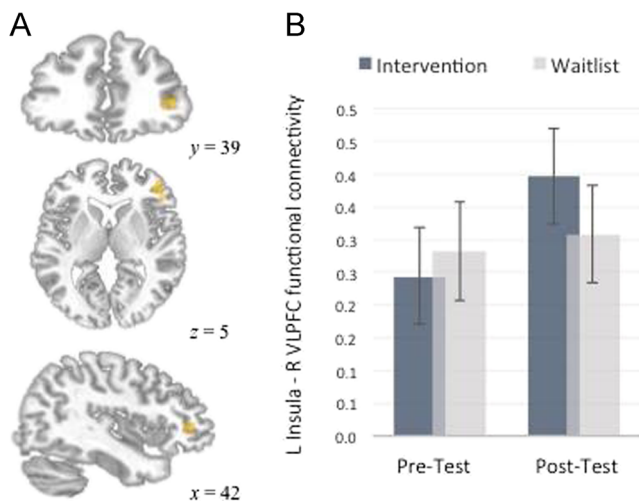 A
y = 39
z = 5
x = 42
B
Intervention
Waitlist
L Insula - R VLPFC functional connectivity
0.5
0.5
0.4
0.4
0.3
0.3
0.2
0.2
0.1
0.1
0.0
Pre-Test
Post-Test